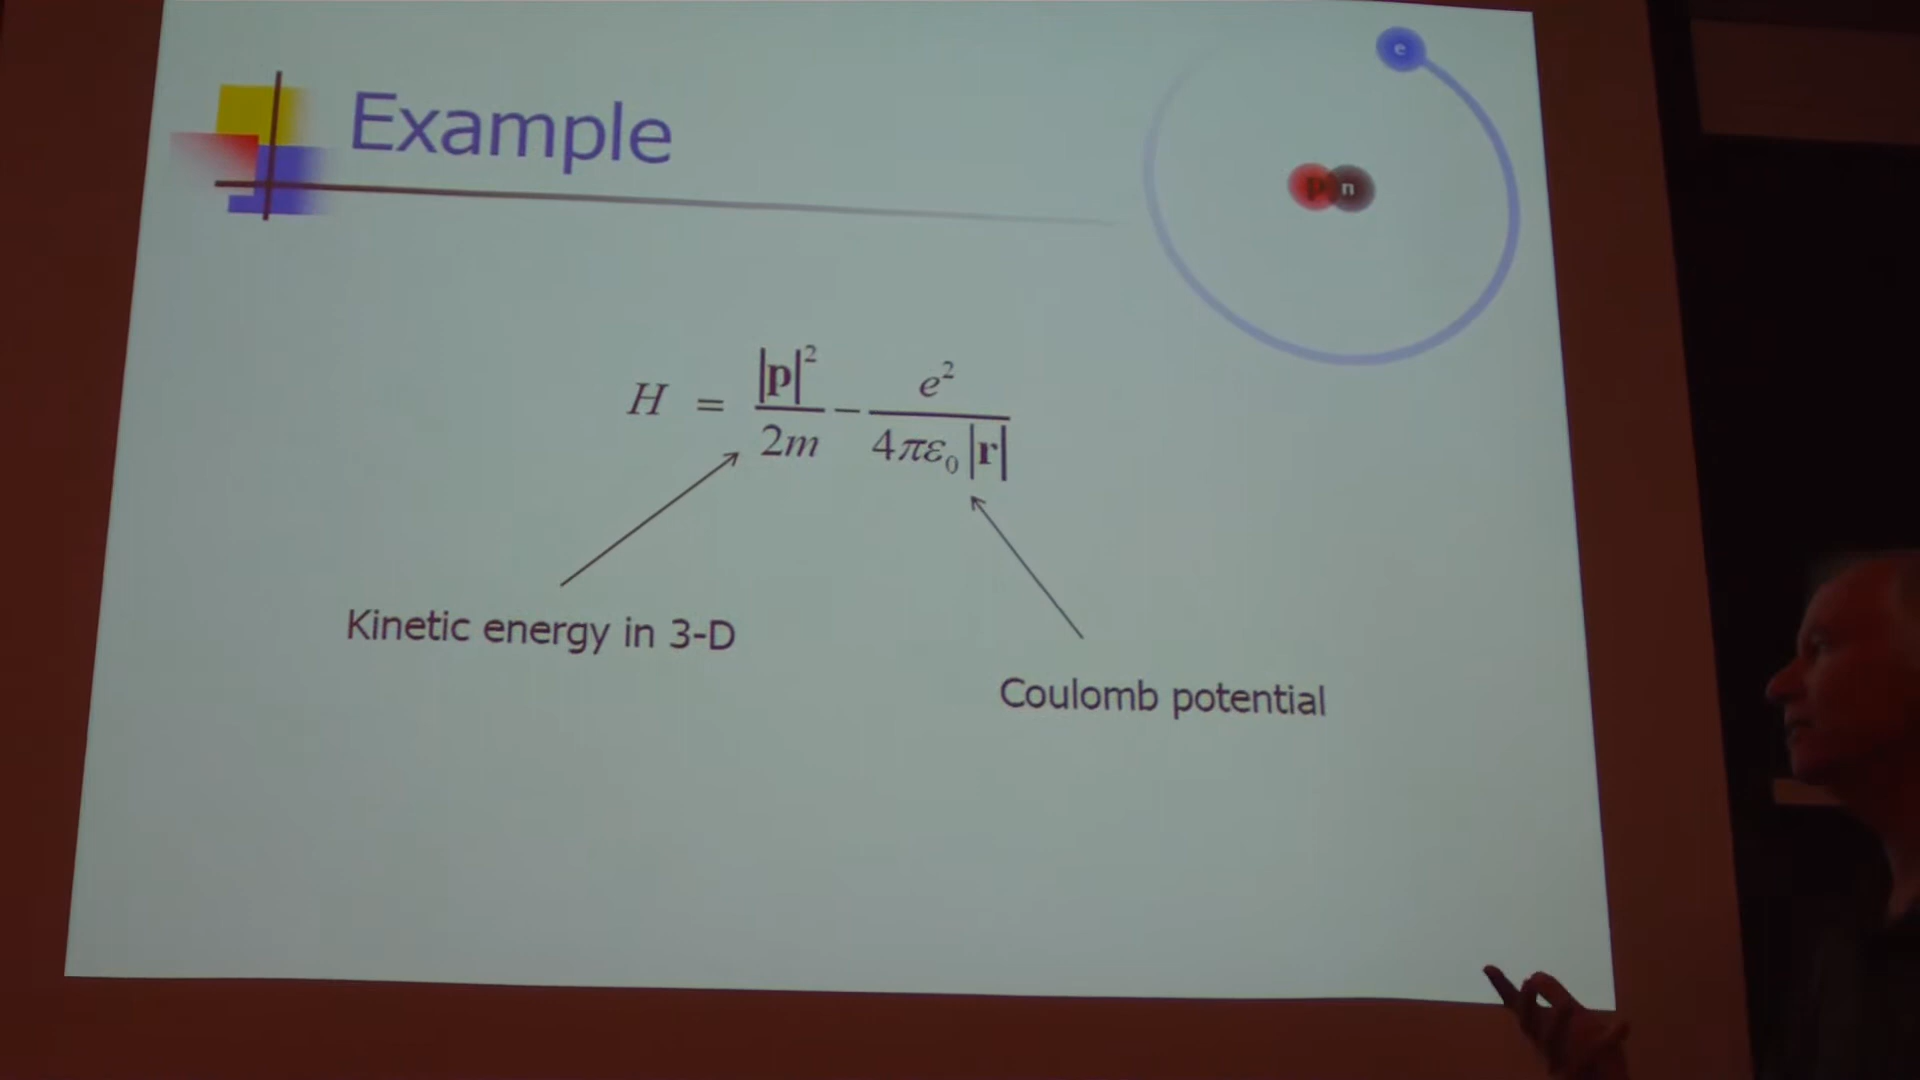 Example
e
p n
H = |p|²/2m − e²/4πε₀|r|
Kinetic energy in 3-D
Coulomb potential